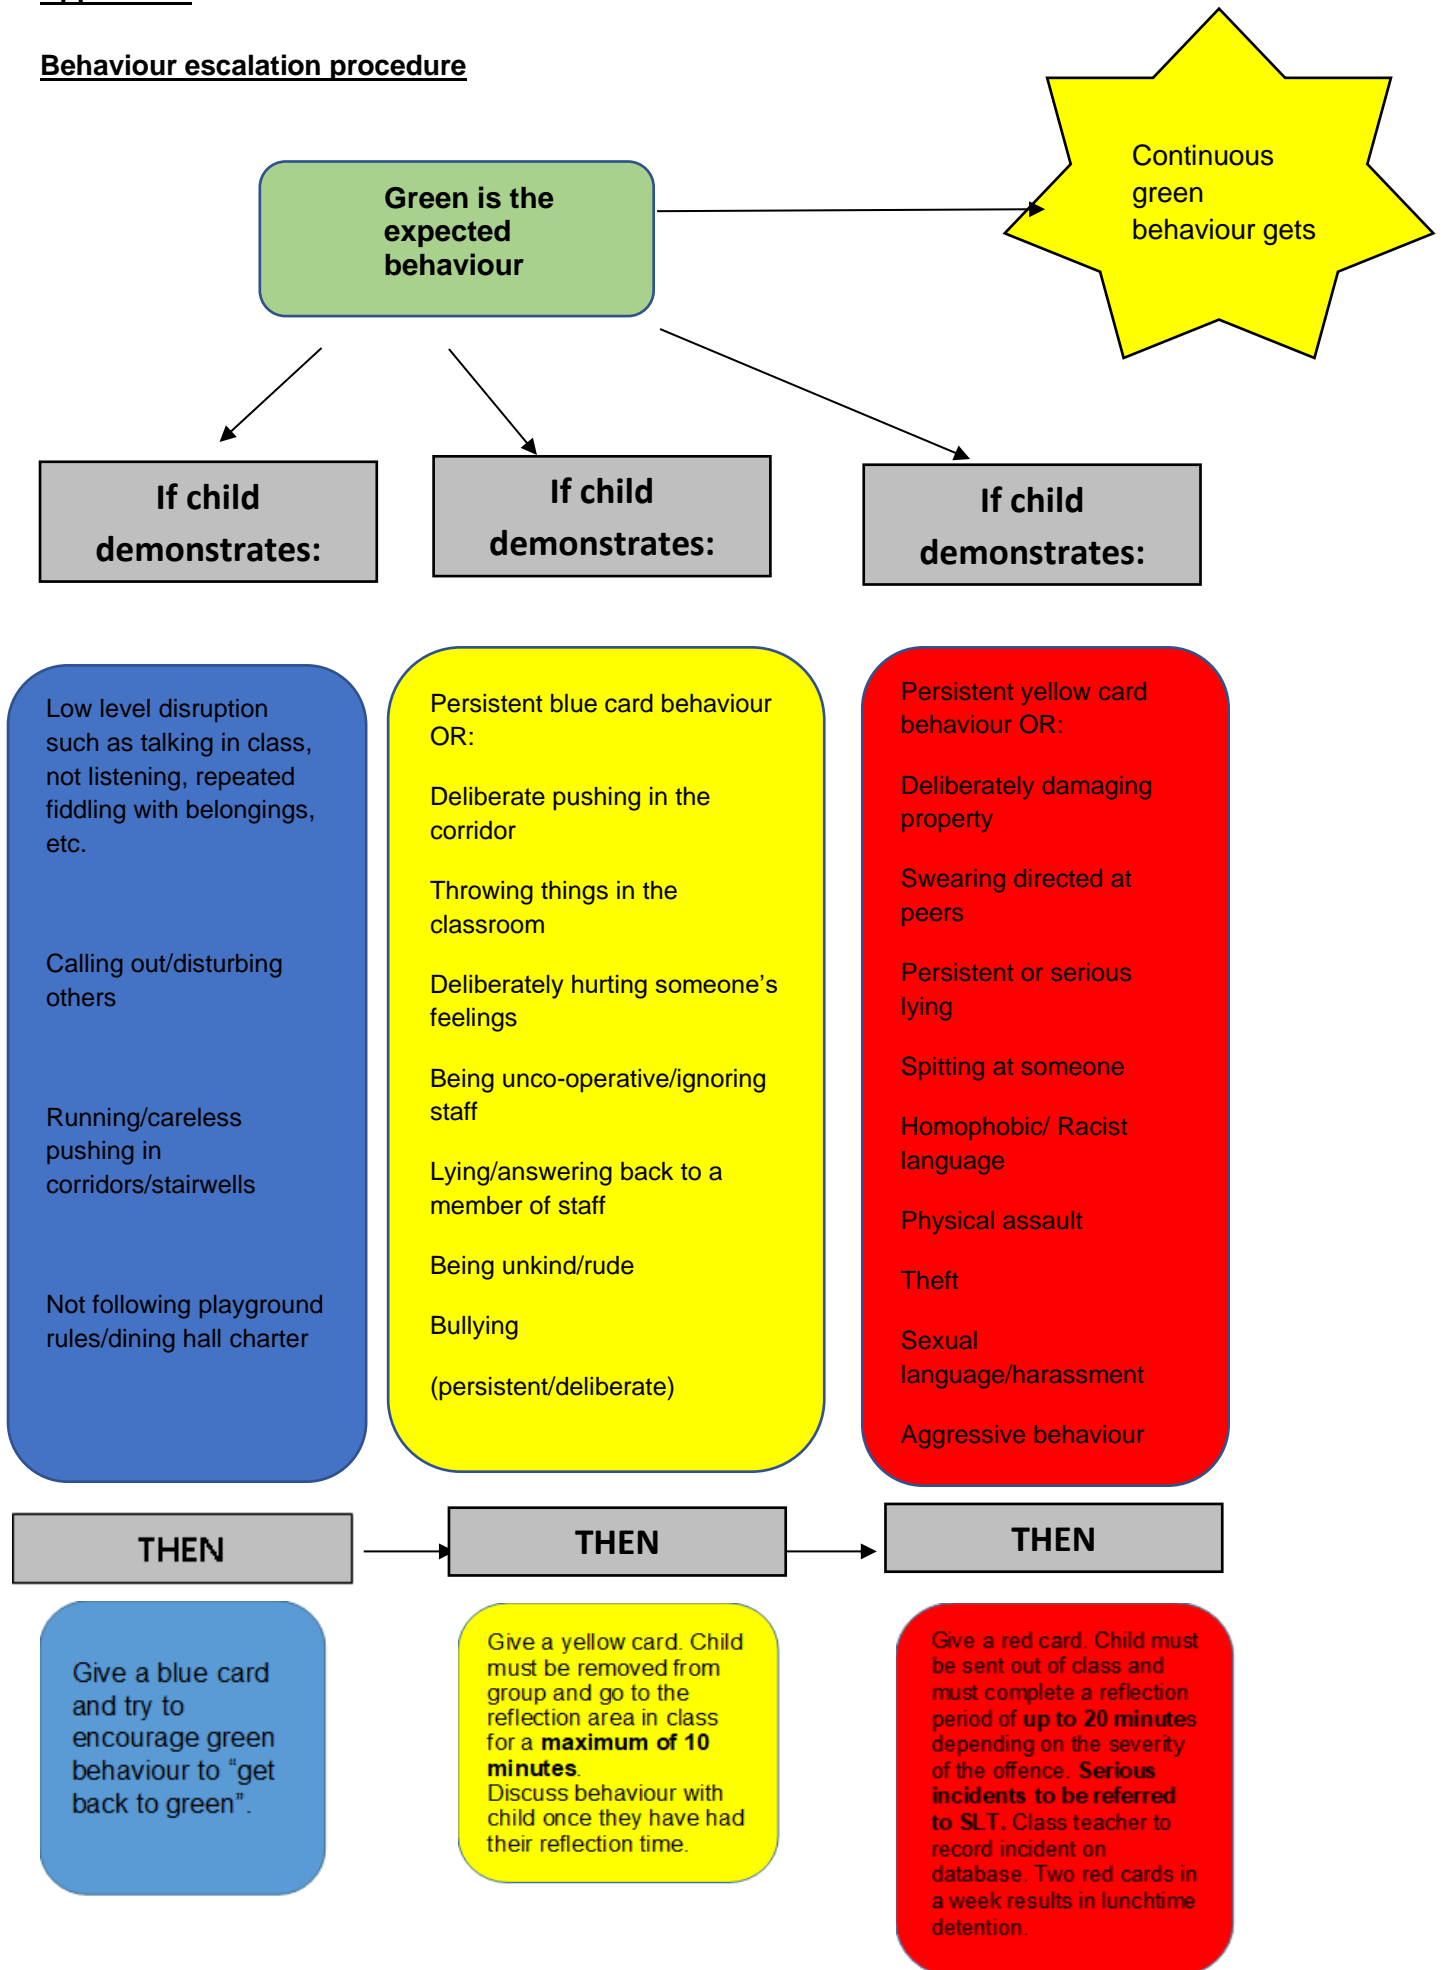 Behaviour escalation procedure
Continuous
green
behaviour gets
Green is the
expected
behaviour
If child
demonstrates:
If child
demonstrates:
If child
demonstrates:
Low level disruption
such as talking in class,
not listening, repeated
fiddling with belongings,
etc.
Calling out/disturbing
others
Running/careless
pushing in
corridors/stairwells
Not following playground
rules/dining hall charter
Persistent blue card behaviour
OR:
Deliberate pushing in the
corridor
Throwing things in the
classroom
Deliberately hurting someone’s
feelings
Being unco-operative/ignoring
staff
Lying/answering back to a
member of staff
Being unkind/rude
Bullying
(persistent/deliberate)
Persistent yellow card
behaviour OR:
Deliberately damaging
property
Swearing directed at
peers
Persistent or serious
lying
Spitting at someone
Homophobic/ Racist
language
Physical assault
Theft
Sexual
language/harassment
Aggressive behaviour
THEN
THEN
THEN
Give a blue card
and try to
encourage green
behaviour to “get
back to green”.
Give a yellow card. Child
must be removed from
group and go to the
reflection area in class
for a maximum of 10
minutes.
Discuss behaviour with
child once they have had
their reflection time.
Give a red card. Child must
be sent out of class and
must complete a reflection
period of up to 20 minutes
depending on the severity
of the offence. Serious
incidents to be referred
to SLT. Class teacher to
record incident on
database. Two red cards in
a week results in lunchtime
detention.